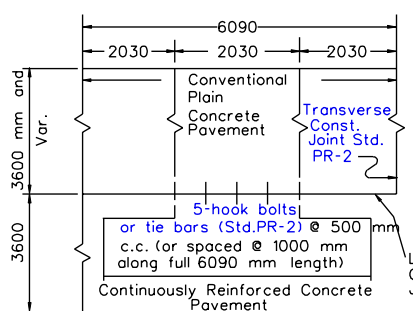 6090
2030
2030
2030
3600 mm and
Var.
Conventional
Plain
Concrete
Pavement
Transverse
Const.
Joint Std.
PR-2
3600
5-hook bolts
or tie bars (Std.PR-2) @ 500 mm
c.c. (or spaced @ 1000 mm
along full 6090 mm length)
Continuously Reinforced Concrete
Pavement